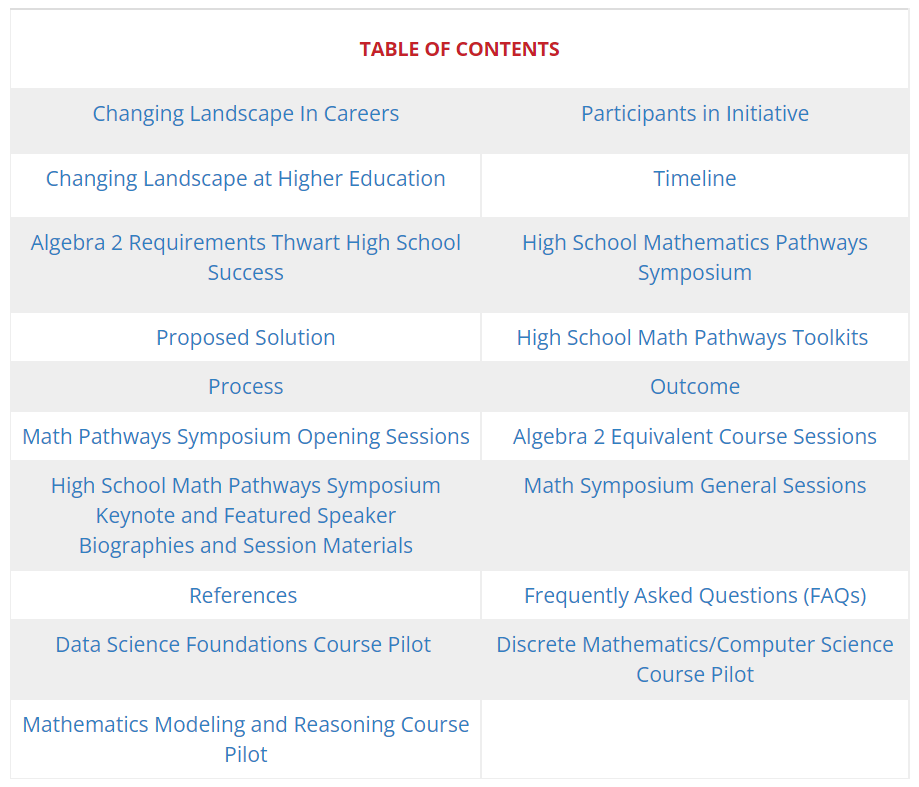 TABLE OF CONTENTS
Changing Landscape In Careers
Participants in Initiative
Changing Landscape at Higher Education
Timeline
Algebra 2 Requirements Thwart High School
Success
High School Mathematics Pathways
Symposium
Proposed Solution
High School Math Pathways Toolkits
Process
Outcome
Math Pathways Symposium Opening Sessions
Algebra 2 Equivalent Course Sessions
High School Math Pathways Symposium
Keynote and Featured Speaker
Biographies and Session Materials
Math Symposium General Sessions
References
Frequently Asked Questions (FAQs)
Data Science Foundations Course Pilot
Discrete Mathematics/Computer Science
Course Pilot
Mathematics Modeling and Reasoning Course
Pilot